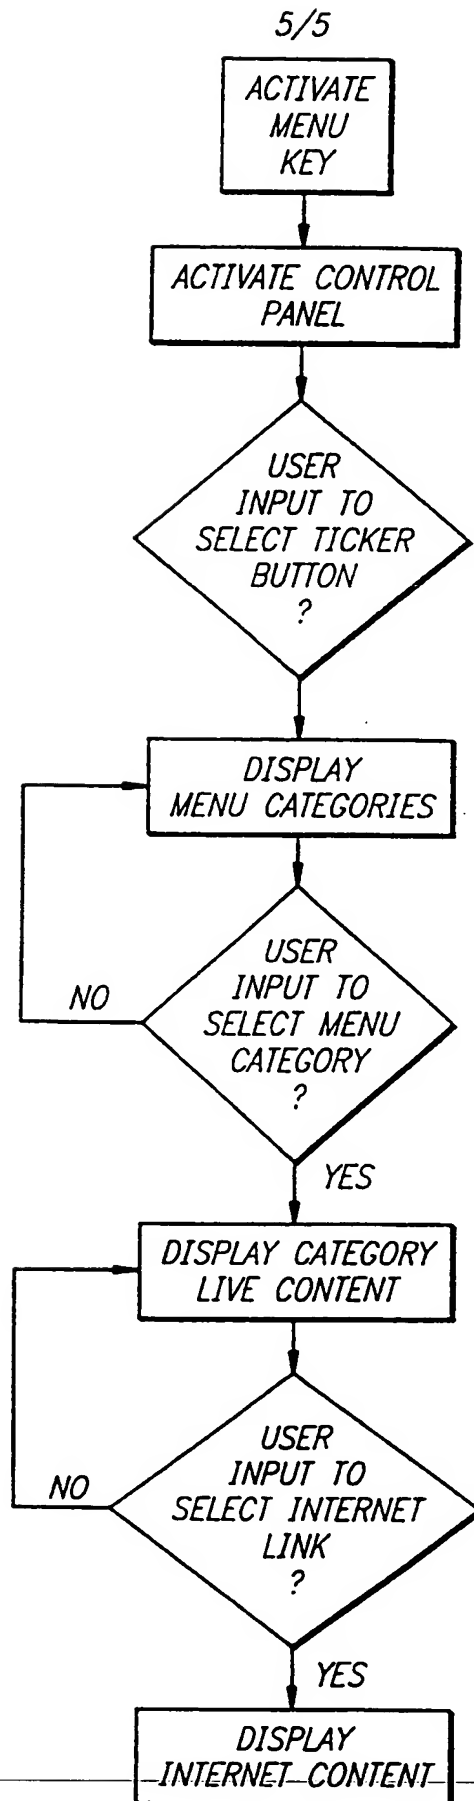 5/5
ACTIVATE
MENU
KEY
ACTIVATE CONTROL
PANEL
USER
INPUT TO
SELECT TICKER
BUTTON
?
DISPLAY
MENU CATEGORIES
USER
INPUT TO
SELECT MENU
CATEGORY
?
NO
YES
DISPLAY CATEGORY
LIVE CONTENT
USER
INPUT TO
SELECT INTERNET
LINK
?
NO
YES
DISPLAY
INTERNET CONTENT